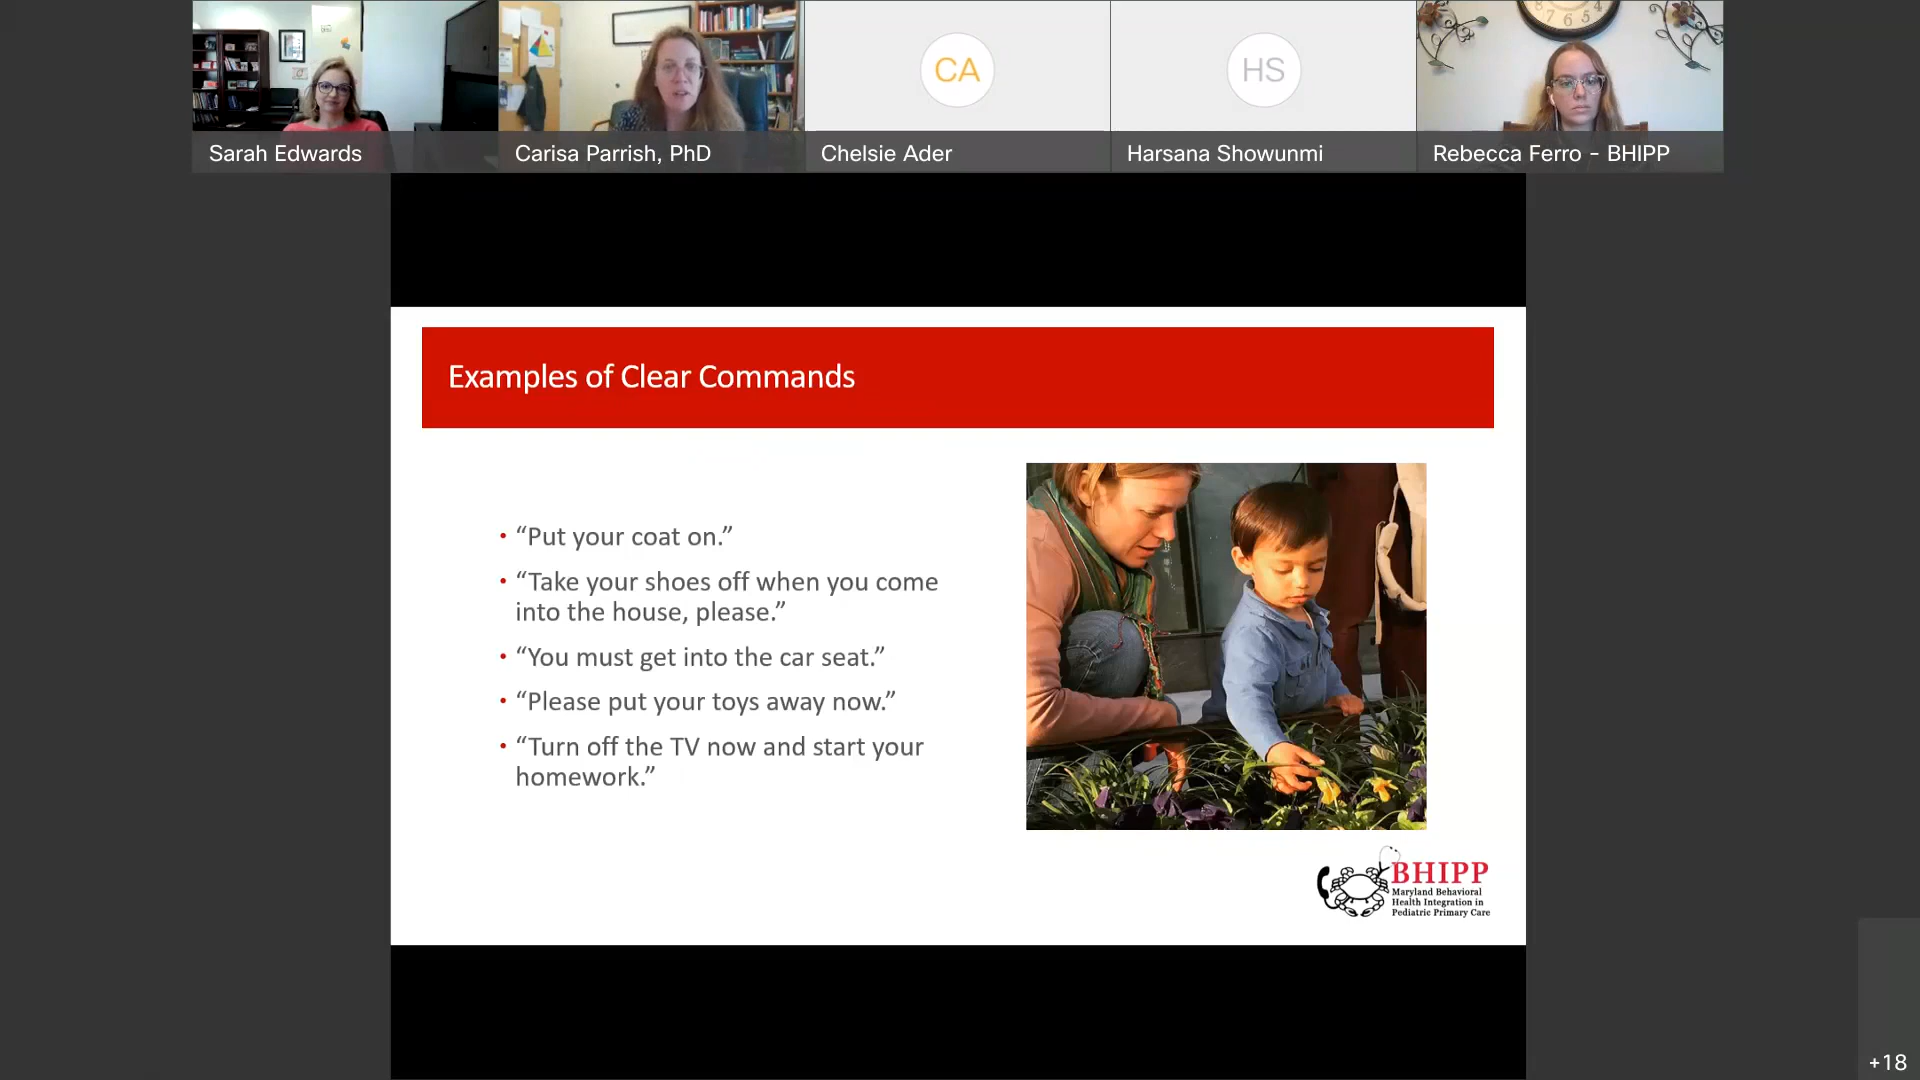 CA
HS
Sarah Edwards
Carisa Parrish, PhD
Chelsie Ader
Harsana Showunmi
Rebecca Ferro - BHIPP
Examples of Clear Commands
• “Put your coat on.”
• “Take your shoes off when you come
into the house, please.”
• “You must get into the car seat.”
• “Please put your toys away now.”
• “Turn off the TV now and start your
homework.”
BHIPP
Maryland Behavioral
Health Integration in
Pediatric Primary Care
+18